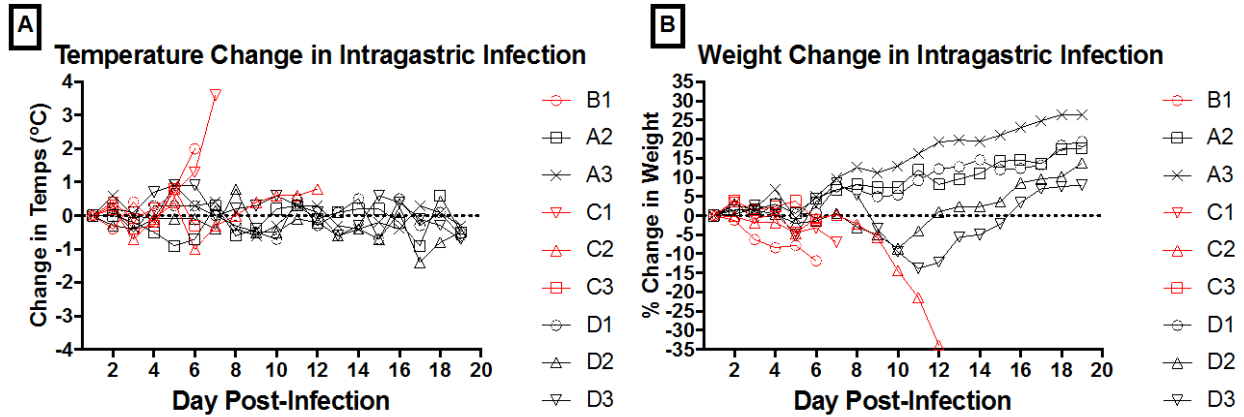 A
Temperature Change in Intragastric Infection
Change in Temps (°C)
4
3
2
1
0
-1
-2
-3
-4
2 4 6 8 10 12 14 16 18 20
Day Post-Infection
B1
A2
A3
C1
C2
C3
D1
D2
D3
B
Weight Change in Intragastric Infection
% Change in Weight
35
30
25
20
15
10
5
0
-5
-10
-15
-20
-25
-30
-35
2 4 6 8 10 12 14 16 18 20
Day Post-Infection
B1
A2
A3
C1
C2
C3
D1
D2
D3